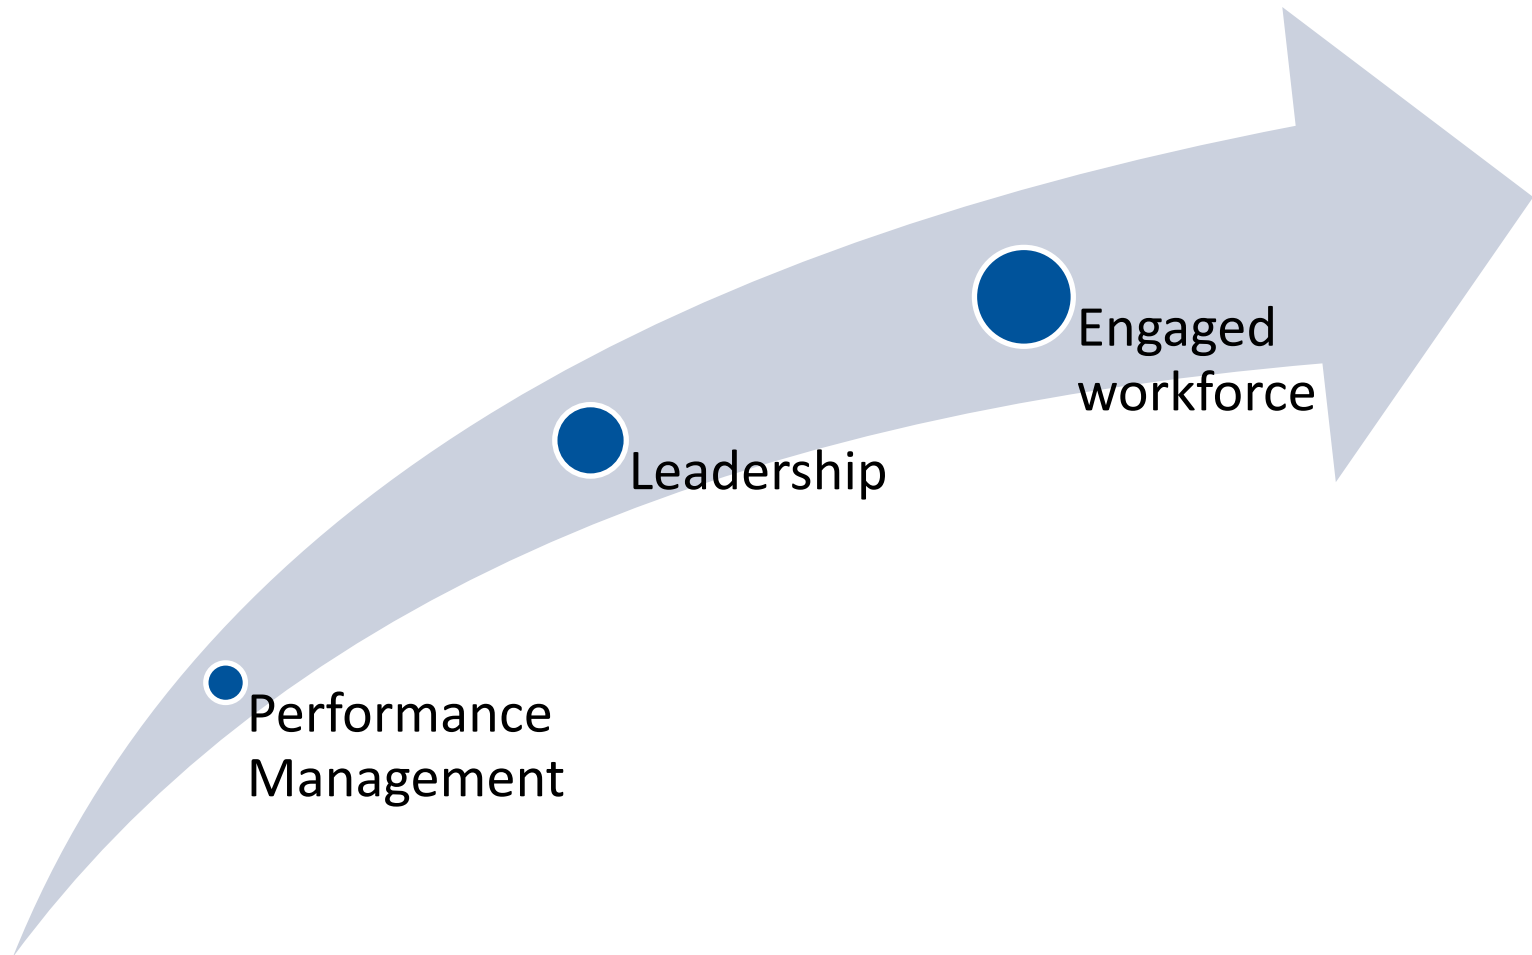 Engaged
workforce
Leadership
Performance
Management